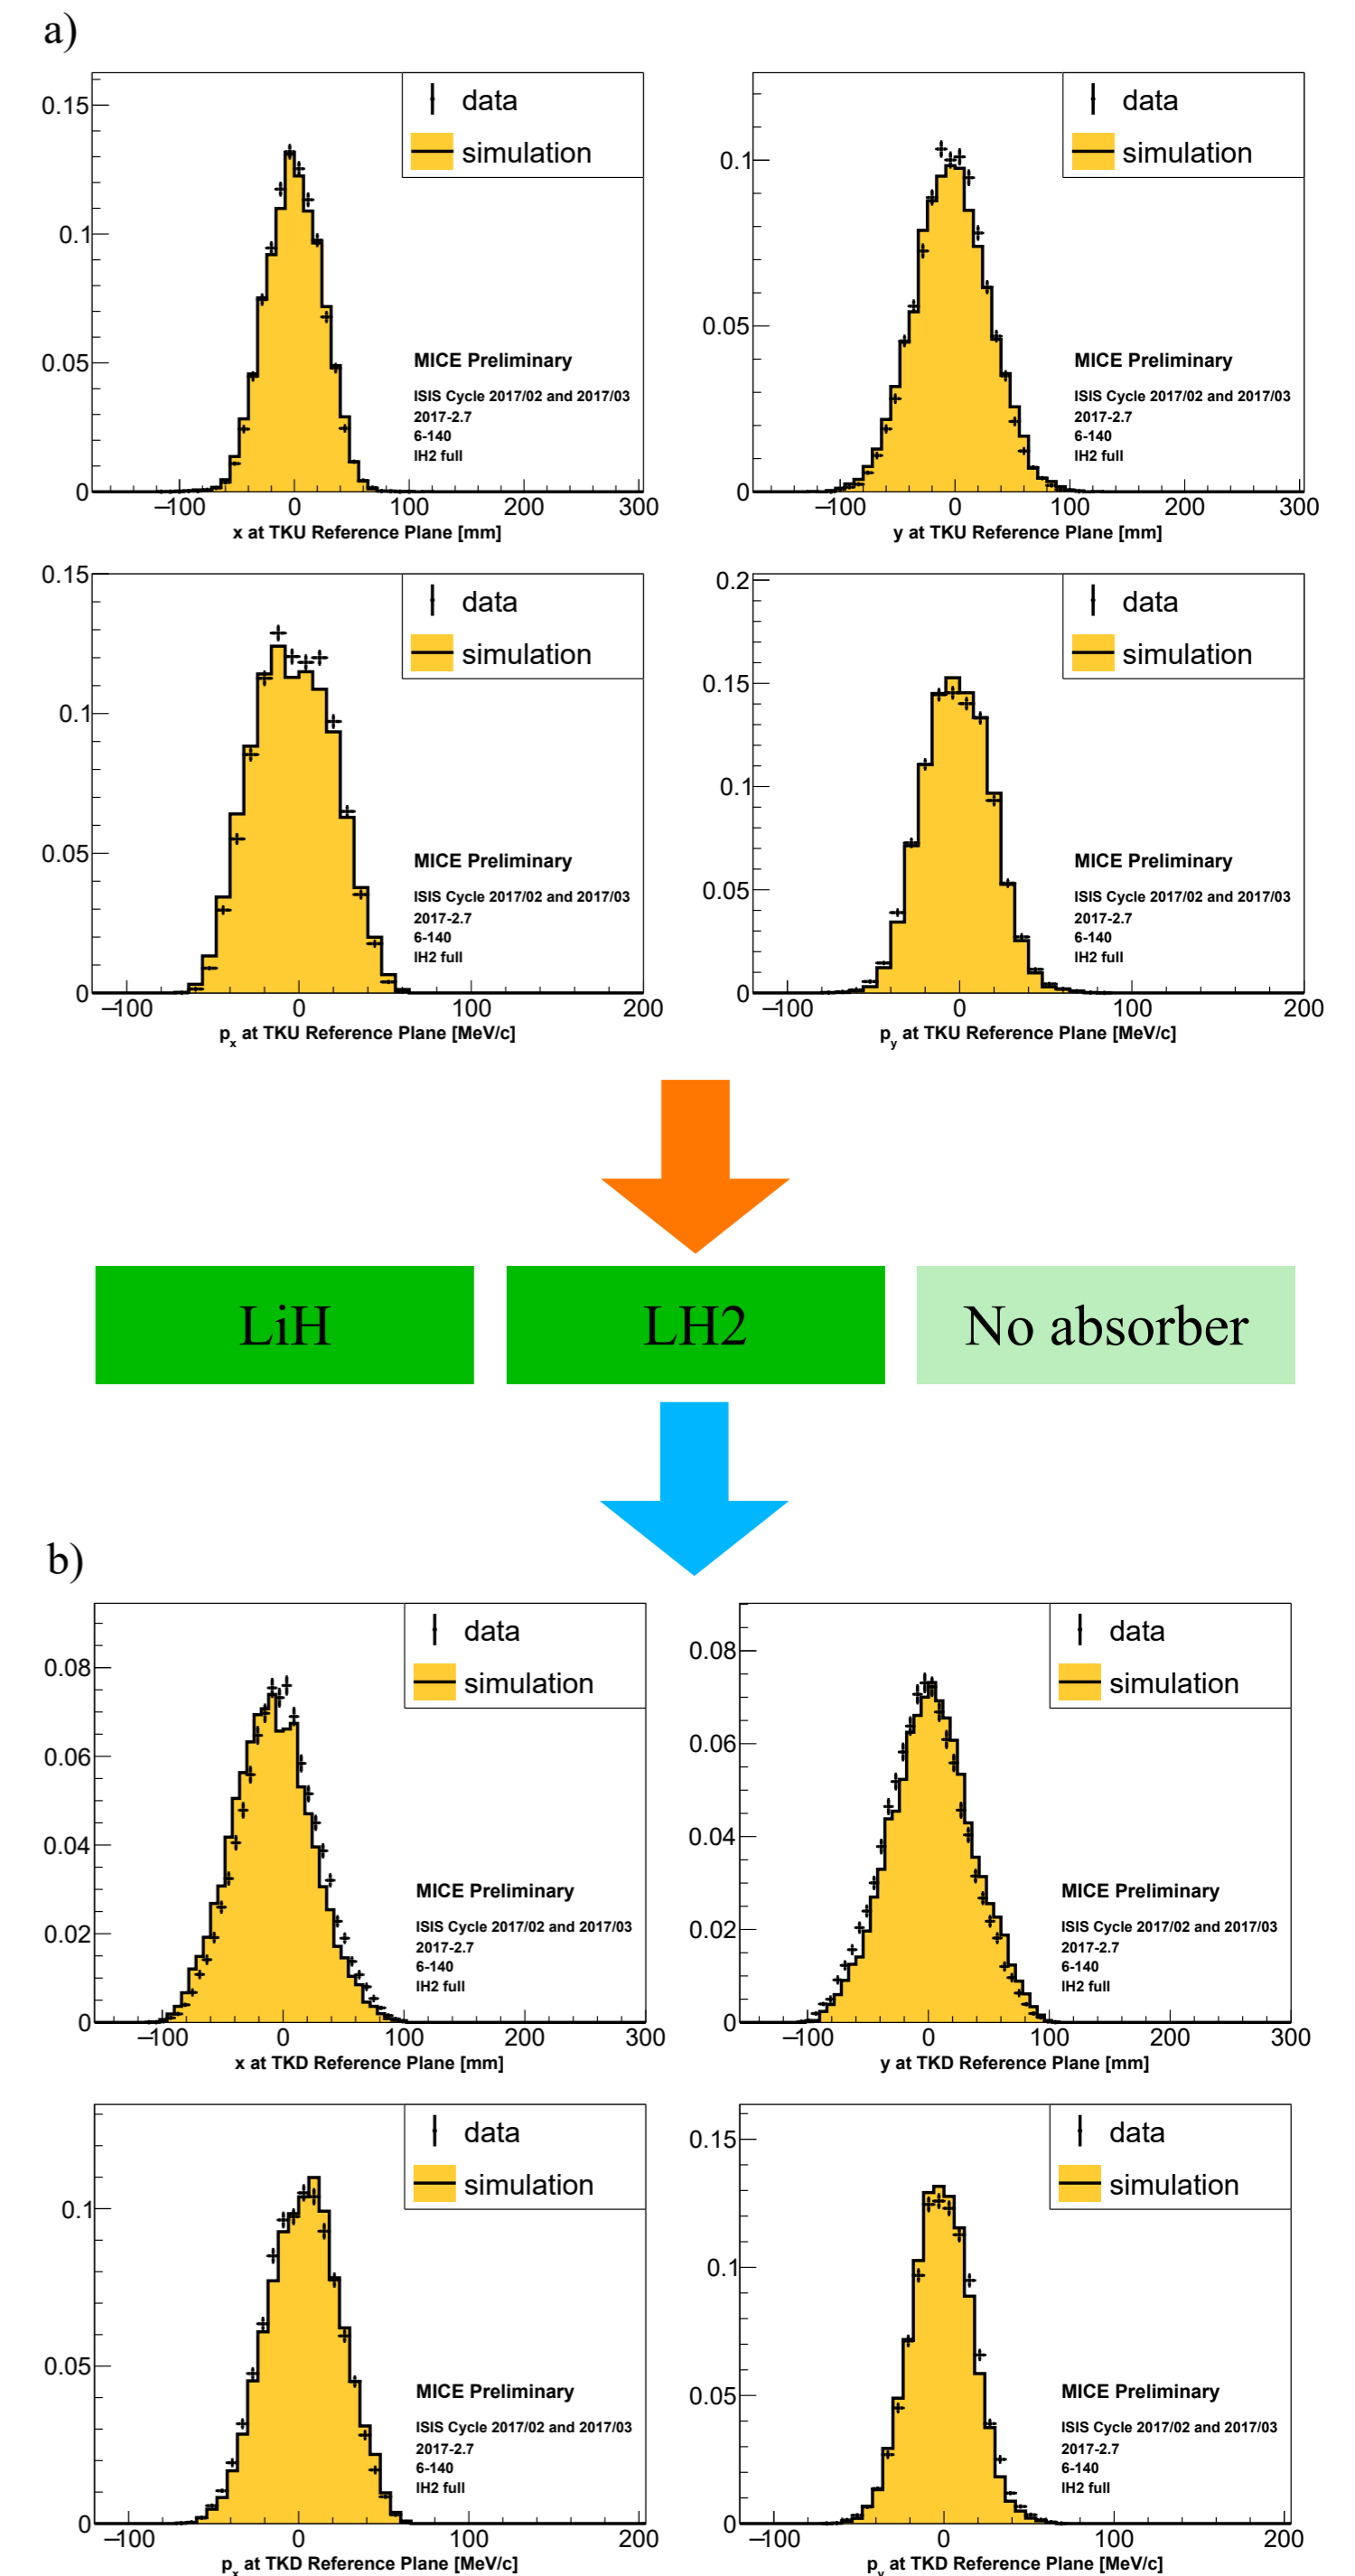 a)
data
simulation
0.15
0.1
0.05
0
MICE Preliminary
ISIS Cycle 2017/02 and 2017/03
2017-2.7
6-140
lH2 full
−100 0 100 200 300
x at TKU Reference Plane [mm]
data
simulation
0.1
0.05
0
MICE Preliminary
ISIS Cycle 2017/02 and 2017/03
2017-2.7
6-140
lH2 full
−100 0 100 200 300
y at TKU Reference Plane [mm]
data
simulation
0.15
0.1
0.05
0
MICE Preliminary
ISIS Cycle 2017/02 and 2017/03
2017-2.7
6-140
lH2 full
−100 0 100 200
px at TKU Reference Plane [MeV/c]
data
simulation
0.2
0.15
0.1
0.05
0
MICE Preliminary
ISIS Cycle 2017/02 and 2017/03
2017-2.7
6-140
lH2 full
−100 0 100 200
py at TKU Reference Plane [MeV/c]
LiH
LH2
No absorber
b)
data
simulation
0.08
0.06
0.04
0.02
0
MICE Preliminary
ISIS Cycle 2017/02 and 2017/03
2017-2.7
6-140
lH2 full
−100 0 100 200 300
x at TKD Reference Plane [mm]
data
simulation
0.08
0.06
0.04
0.02
0
MICE Preliminary
ISIS Cycle 2017/02 and 2017/03
2017-2.7
6-140
lH2 full
−100 0 100 200 300
y at TKD Reference Plane [mm]
data
simulation
0.1
0.05
0
MICE Preliminary
ISIS Cycle 2017/02 and 2017/03
2017-2.7
6-140
lH2 full
−100 0 100 200
px at TKD Reference Plane [MeV/c]
data
simulation
0.15
0.1
0.05
0
MICE Preliminary
ISIS Cycle 2017/02 and 2017/03
2017-2.7
6-140
lH2 full
−100 0 100 200
py at TKD Reference Plane [MeV/c]